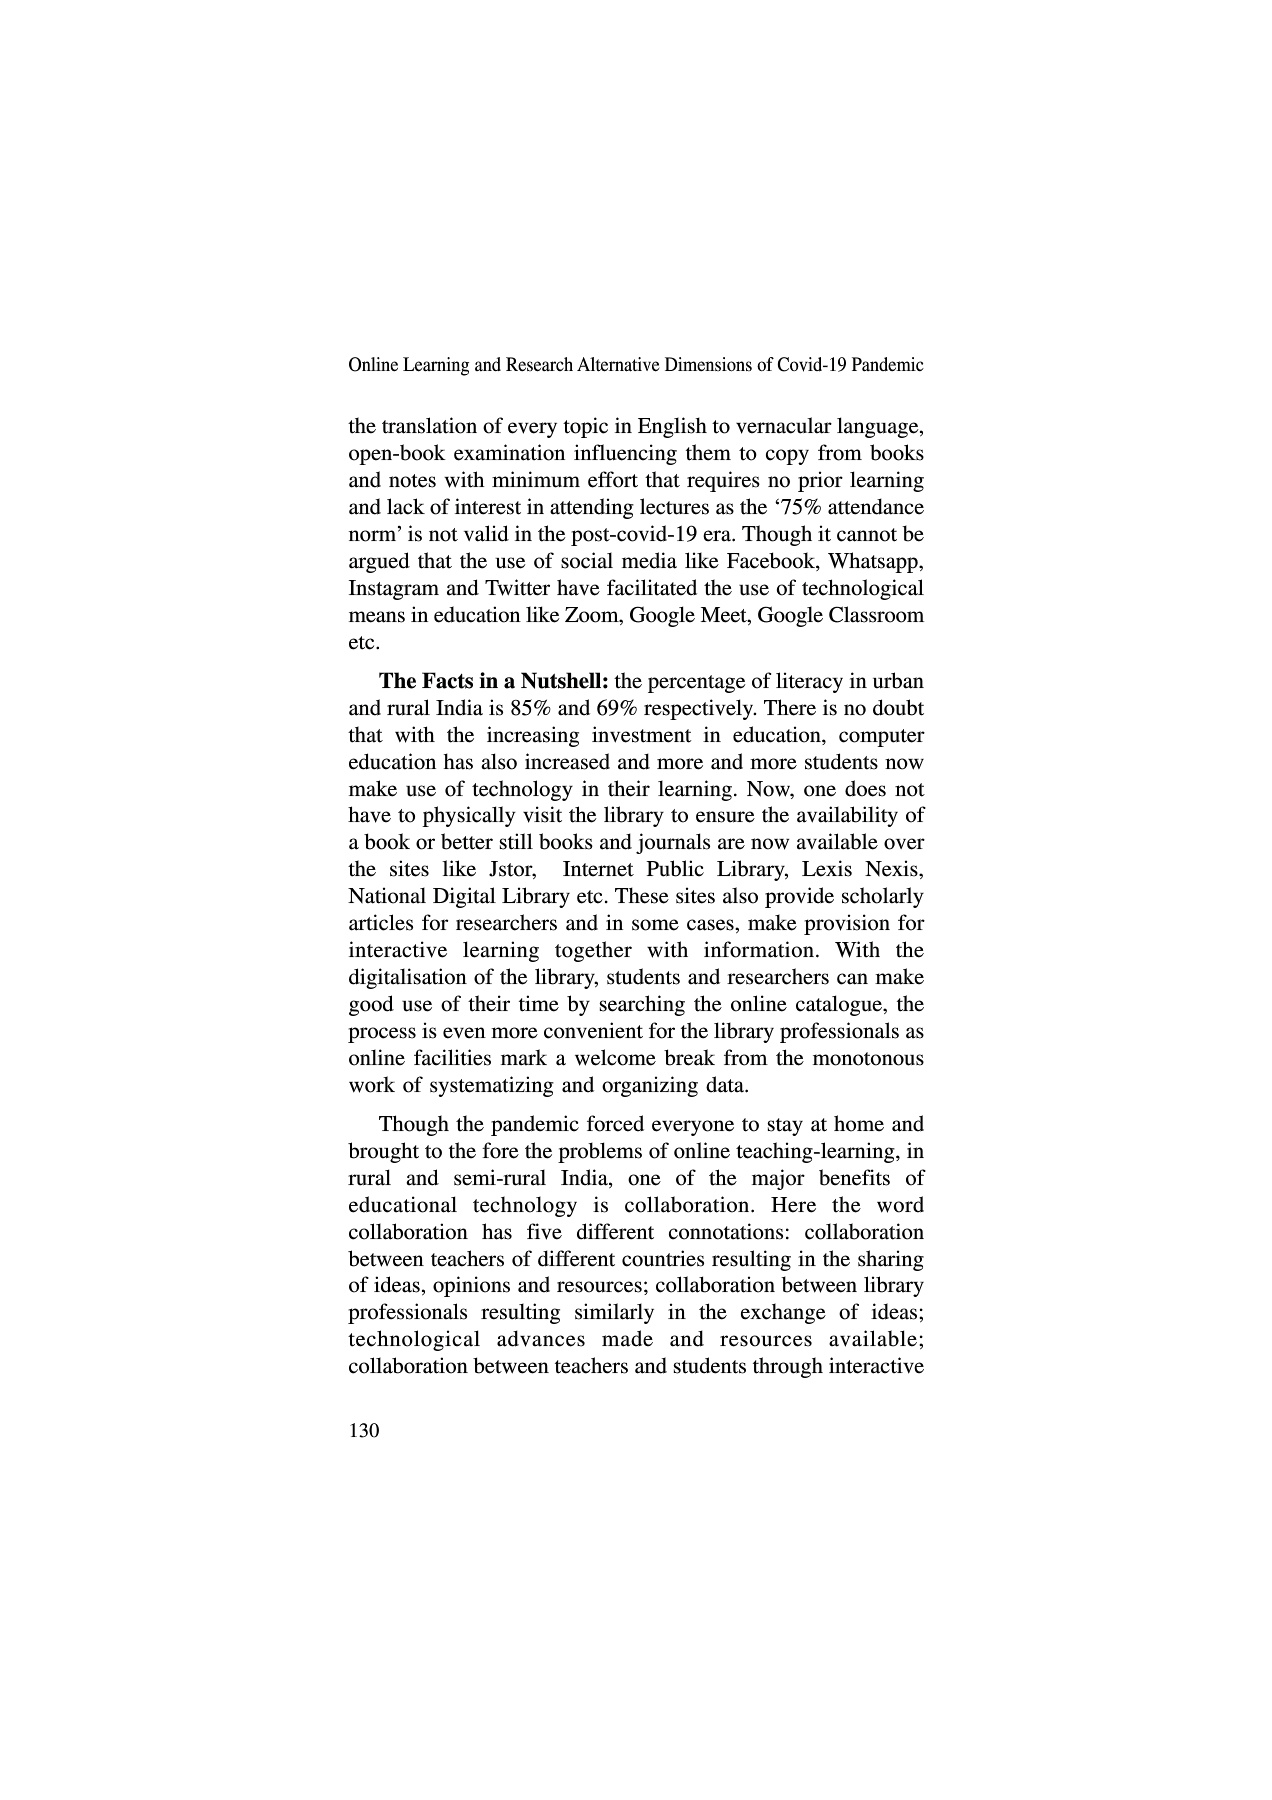 Online Learning and Research Alternative Dimensions of Covid-19 Pandemic
the translation of every topic in English to vernacular language,
open-book examination influencing them to copy from books
and notes with minimum effort that requires no prior learning
and lack of interest in attending lectures as the ‘75% attendance
norm’ is not valid in the post-covid-19 era. Though it cannot be
argued that the use of social media like Facebook, Whatsapp,
Instagram and Twitter have facilitated the use of technological
means in education like Zoom, Google Meet, Google Classroom
etc.
The Facts in a Nutshell: the percentage of literacy in urban
and rural India is 85% and 69% respectively. There is no doubt
that with the increasing investment in education, computer
education has also increased and more and more students now
make use of technology in their learning. Now, one does not
have to physically visit the library to ensure the availability of
a book or better still books and journals are now available over
the sites like Jstor, Internet Public Library, Lexis Nexis,
National Digital Library etc. These sites also provide scholarly
articles for researchers and in some cases, make provision for
interactive learning together with information. With the
digitalisation of the library, students and researchers can make
good use of their time by searching the online catalogue, the
process is even more convenient for the library professionals as
online facilities mark a welcome break from the monotonous
work of systematizing and organizing data.
Though the pandemic forced everyone to stay at home and
brought to the fore the problems of online teaching-learning, in
rural and semi-rural India, one of the major benefits of
educational technology is collaboration. Here the word
collaboration has five different connotations: collaboration
between teachers of different countries resulting in the sharing
of ideas, opinions and resources; collaboration between library
professionals resulting similarly in the exchange of ideas;
technological advances made and resources available;
collaboration between teachers and students through interactive
130